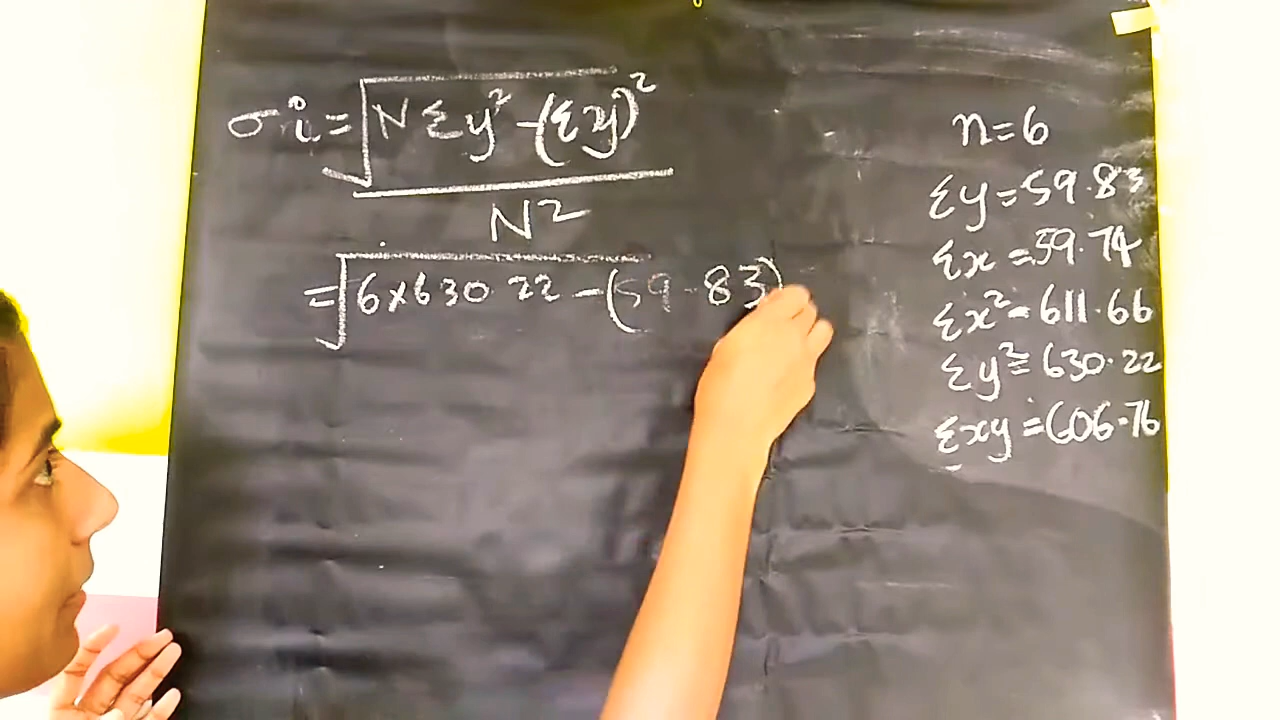 σi = √N Σy² - (Σy)²
N²
= √6×630.22 - (59.83)
n=6
Σy = 59.83
Σx = 59.74
Σx² = 611.66
Σy² = 630.22
Σxy = 606.76